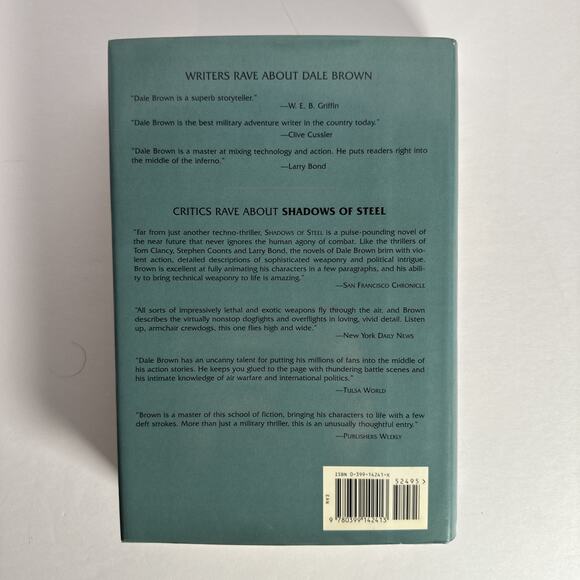 WRITERS RAVE ABOUT DALE BROWN
"Dale Brown is a superb storyteller."
—W. E. B. Griffin
"Dale Brown is the best military adventure writer in the country today."
—Clive Cussler
"Dale Brown is a master at mixing technology and action. He puts readers right into
the middle of the inferno."
—Larry Bond
CRITICS RAVE ABOUT SHADOWS OF STEEL
"Far from just another techno-thriller, SHADOWS OF STEEL is a pulse-pounding novel of
the near future that never ignores the human agony of combat. Like the thrillers of
Tom Clancy, Stephen Coonts and Larry Bond, the novels of Dale Brown brim with vio-
lent action, detailed descriptions of sophisticated weaponry and political intrigue.
Brown is excellent at fully animating his characters in a few paragraphs, and his abili-
ty to bring technical weaponry to life is amazing."
—SAN FRANCISCO CHRONICLE
"All sorts of impressively lethal and exotic weapons fly through the air, and Brown
describes the virtually nonstop dogfights and overflights in loving, vivid detail. Listen
up, armchair crewdogs, this one flies high and wide."
—NEW YORK DAILY NEWS
"Dale Brown has an uncanny talent for putting his millions of fans into the middle of
his action stories. He keeps you glued to the page with thundering battle scenes and
his intimate knowledge of air warfare and international politics."
—TULSA WORLD
"Brown is a master of this school of fiction, bringing his characters to life with a few
deft strokes. More than just a military thriller, this is an unusually thoughtful entry."
—PUBLISHERS WEEKLY
ISBN 0-399-14241-X
52495>
EAN
9 780399 142413